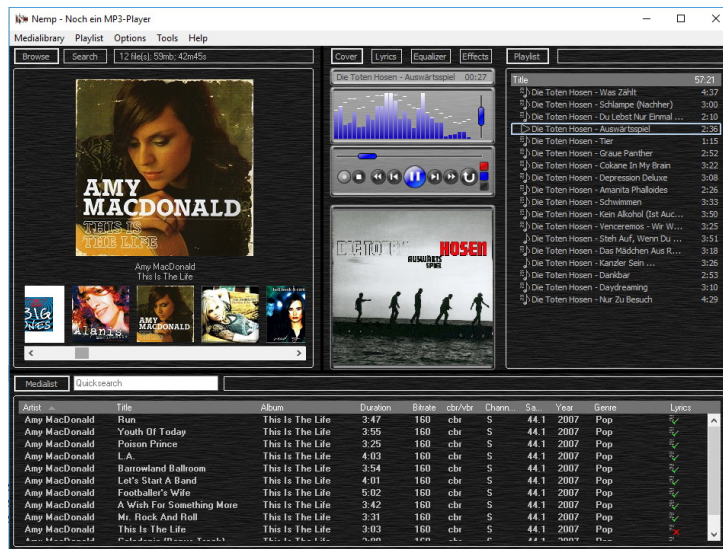 Nemp - Noch ein MP3-Player
Medialibrary Playlist Options Tools Help
Browse Search 12 file(s); 59mb; 42m45s
AMY
MACDONALD
THIS IS
THE LIFE
Amy MacDonald
This Is The Life
BIG
ONES
Alanis
AMY
MACDONALD
Cover Lyrics Equalizer Effects
Die Toten Hosen - Auswärtsspiel 00:27
DIE TOTEN HOSEN
AUSWÄRTS
SPIEL
Playlist
Title 57:21
Die Toten Hosen - Was Zählt 4:37
Die Toten Hosen - Schlampe (Nachher) 3:00
Die Toten Hosen - Du Lebst Nur Einmal ... 2:10
Die Toten Hosen - Auswärtsspiel 2:36
Die Toten Hosen - Tier 1:15
Die Toten Hosen - Graue Panther 2:52
Die Toten Hosen - Cokane In My Brain 3:22
Die Toten Hosen - Depression Deluxe 3:08
Die Toten Hosen - Amanita Phalloides 2:26
Die Toten Hosen - Schwimmen 3:33
Die Toten Hosen - Kein Alkohol (Ist Auc... 3:50
Die Toten Hosen - Venceremos - Wir W... 3:25
Die Toten Hosen - Steh Auf, Wenn Du ... 3:51
Die Toten Hosen - Das Mädchen Aus R... 3:18
Die Toten Hosen - Kanzler Sein ... 3:26
Die Toten Hosen - Dankbar 2:53
Die Toten Hosen - Daydreaming 3:10
Die Toten Hosen - Nur Zu Besuch 4:29
Medialist Quicksearch
Artist Title Album Duration Bitrate cbr/vbr Chann... Sa... Year Genre Lyrics
Amy MacDonald Run This Is The Life 3:47 160 cbr S 44.1 2007 Pop
Amy MacDonald Youth Of Today This Is The Life 3:55 160 cbr S 44.1 2007 Pop
Amy MacDonald Poison Prince This Is The Life 3:25 160 cbr S 44.1 2007 Pop
Amy MacDonald L.A. This Is The Life 4:03 160 cbr S 44.1 2007 Pop
Amy MacDonald Barrowland Ballroom This Is The Life 3:54 160 cbr S 44.1 2007 Pop
Amy MacDonald Let's Start A Band This Is The Life 4:01 160 cbr S 44.1 2007 Pop
Amy MacDonald Footballer's Wife This Is The Life 5:02 160 cbr S 44.1 2007 Pop
Amy MacDonald A Wish For Something More This Is The Life 3:42 160 cbr S 44.1 2007 Pop
Amy MacDonald Mr. Rock And Roll This Is The Life 3:31 160 cbr S 44.1 2007 Pop
Amy MacDonald This Is The Life This Is The Life 3:03 160 cbr S 44.1 2007 Pop